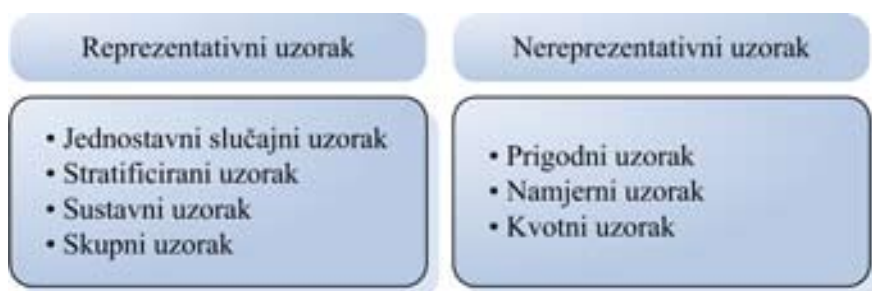 Reprezentativni uzorak
• Jednostavni slučajni uzorak
• Stratificirani uzorak
• Sustavni uzorak
• Skupni uzorak
Nereprezentativni uzorak
• Prigodni uzorak
• Namjerni uzorak
• Kvotni uzorak